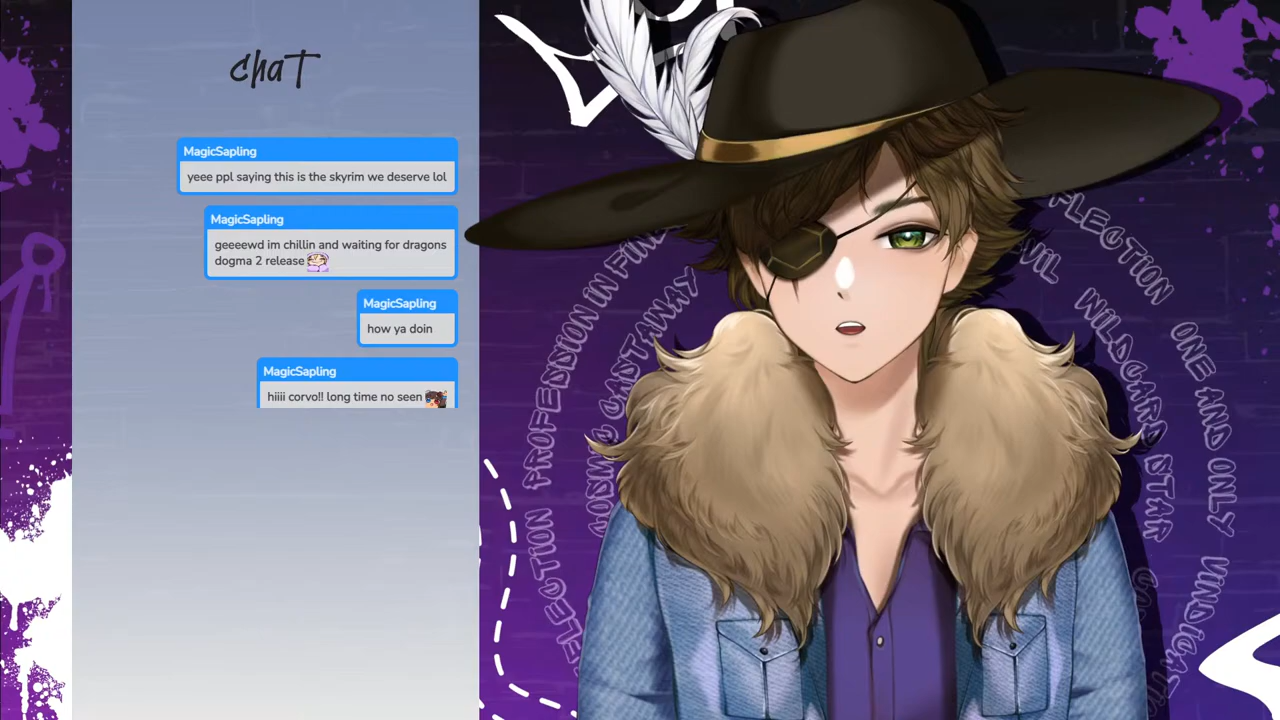 chaT
MagicSapling
yeee ppl saying this is the skyrim we deserve lol
MagicSapling
geeeewd im chillin and waiting for dragons
dogma 2 release
MagicSapling
how ya doin
MagicSapling
hiiii corvo!! long time no seen
PROFESSION IN
CASTAWAY
WILDCARD STAR
ONE AND ONLY